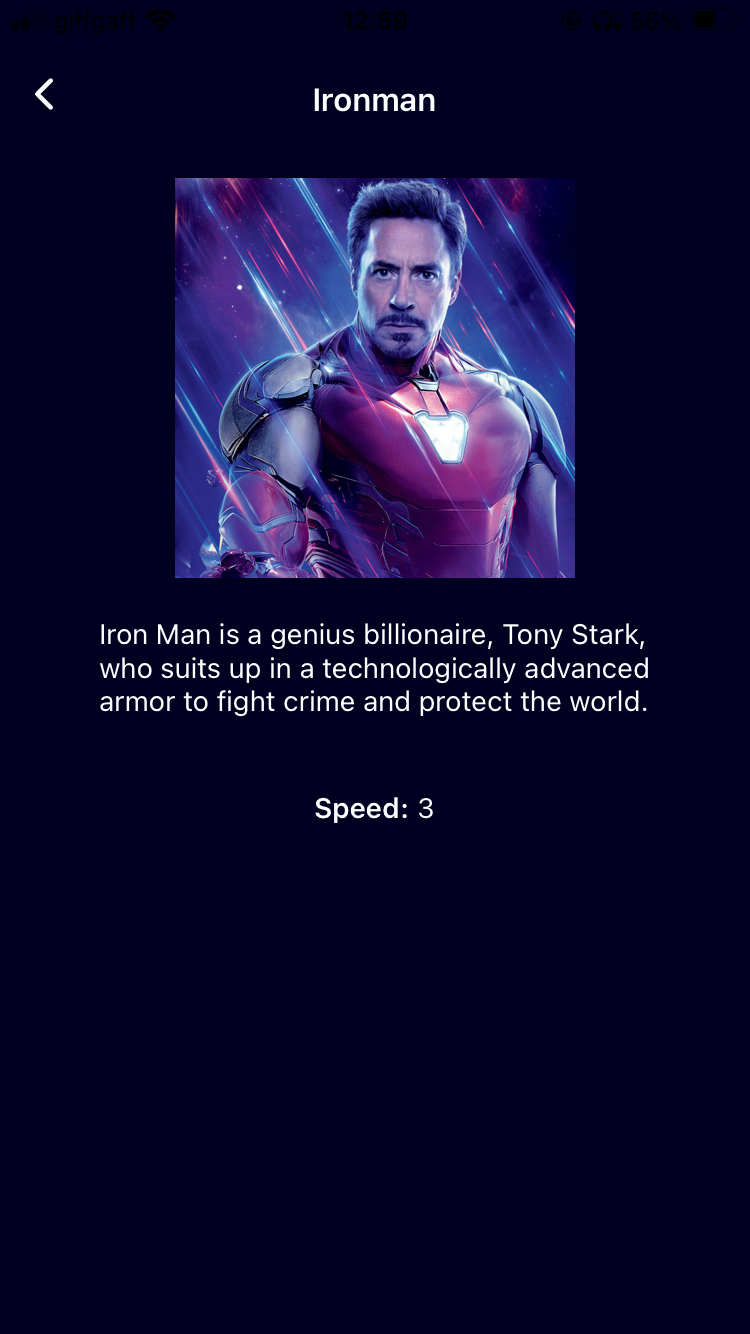 giffgaff 12:59 56%
Ironman
Iron Man is a genius billionaire, Tony Stark,
who suits up in a technologically advanced
armor to fight crime and protect the world.
Speed: 3